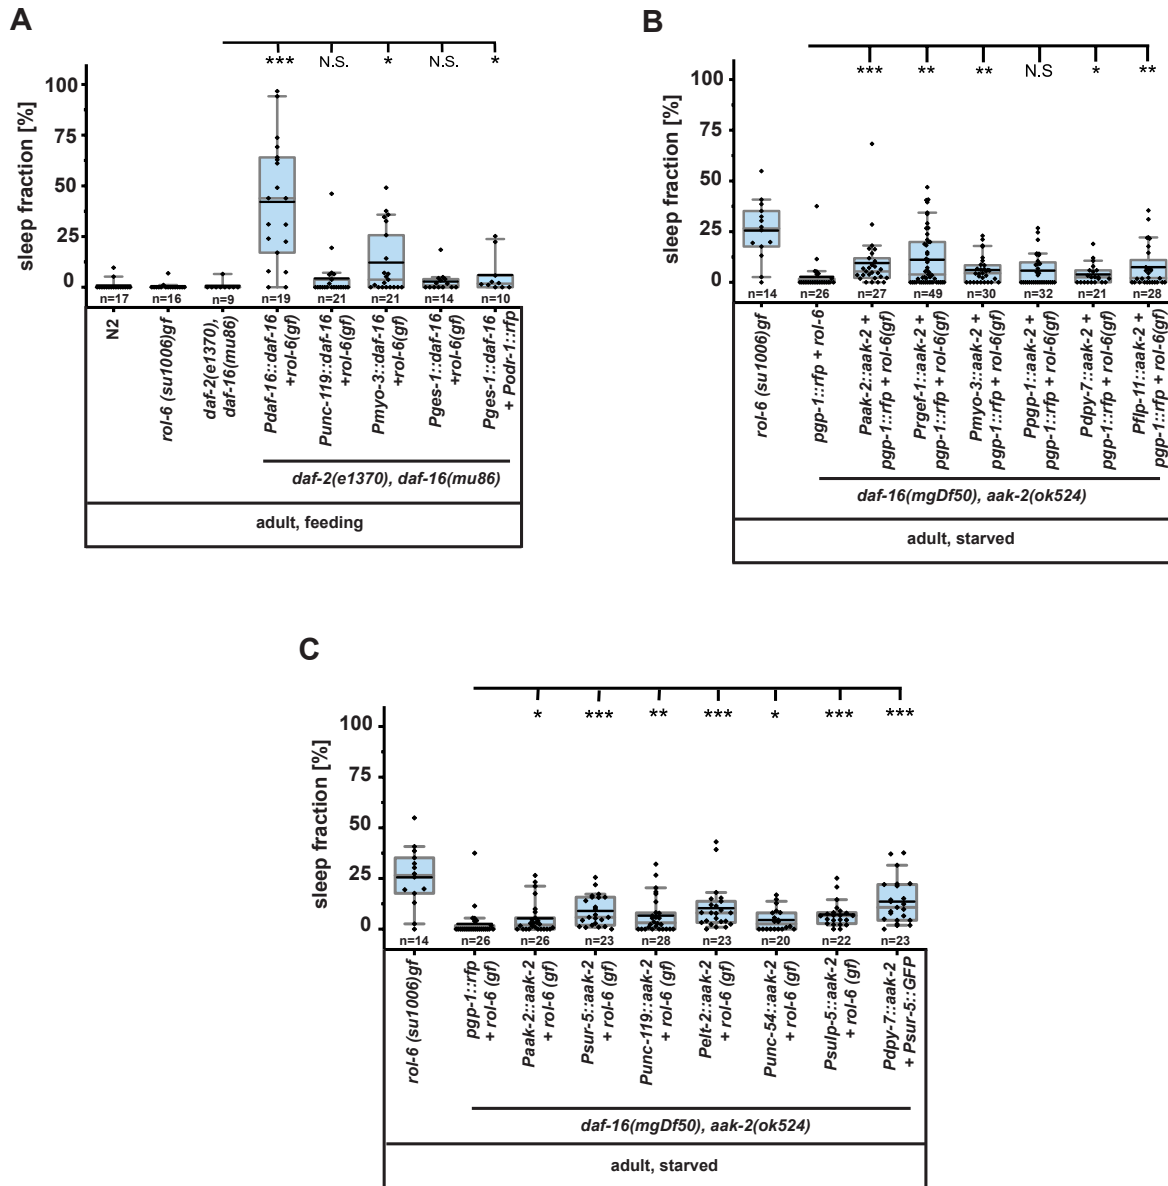 A
*** N.S. * N.S. *
sleep fraction [%]
100
75
50
25
0
n=17 n=16 n=9 n=19 n=21 n=21 n=14 n=10
N2
rol-6 (su1006)gf
daf-2(e1370),
daf-16(mu86)
Pdaf-16::daf-16
+rol-6(gf)
Punc-119::daf-16
+rol-6(gf)
Pmyo-3::daf-16
+rol-6(gf)
Pges-1::daf-16
+rol-6(gf)
Pges-1::daf-16
+ Podr-1::rfp
daf-2(e1370), daf-16(mu86)
adult, feeding
B
*** ** ** N.S * **
sleep fraction [%]
100
75
50
25
0
n=14 n=26 n=27 n=49 n=30 n=32 n=21 n=28
rol-6 (su1006)gf
pgp-1::rfp + rol-6
Paak-2::aak-2 +
pgp-1::rfp + rol-6(gf)
Prgef-1::aak-2 +
pgp-1::rfp + rol-6(gf)
Pmyo-3::aak-2 +
pgp-1::rfp + rol-6(gf)
Ppgp-1::aak-2 +
pgp-1::rfp + rol-6(gf)
Pdpy-7::aak-2 +
pgp-1::rfp + rol-6(gf)
Pflp-11::aak-2 +
pgp-1::rfp + rol-6(gf)
daf-16(mgDf50), aak-2(ok524)
adult, starved
C
* *** ** *** * *** ***
sleep fraction [%]
100
75
50
25
0
n=14 n=26 n=26 n=23 n=28 n=23 n=20 n=22 n=23
rol-6 (su1006)gf
pgp-1::rfp
+ rol-6 (gf)
Paak-2::aak-2
+ rol-6 (gf)
Psur-5::aak-2
+ rol-6 (gf)
Punc-119::aak-2
+ rol-6 (gf)
Pelt-2::aak-2
+ rol-6 (gf)
Punc-54::aak-2
+ rol-6 (gf)
Psulp-5::aak-2
+ rol-6 (gf)
Pdpy-7::aak-2
+ Psur-5::GFP
daf-16(mgDf50), aak-2(ok524)
adult, starved